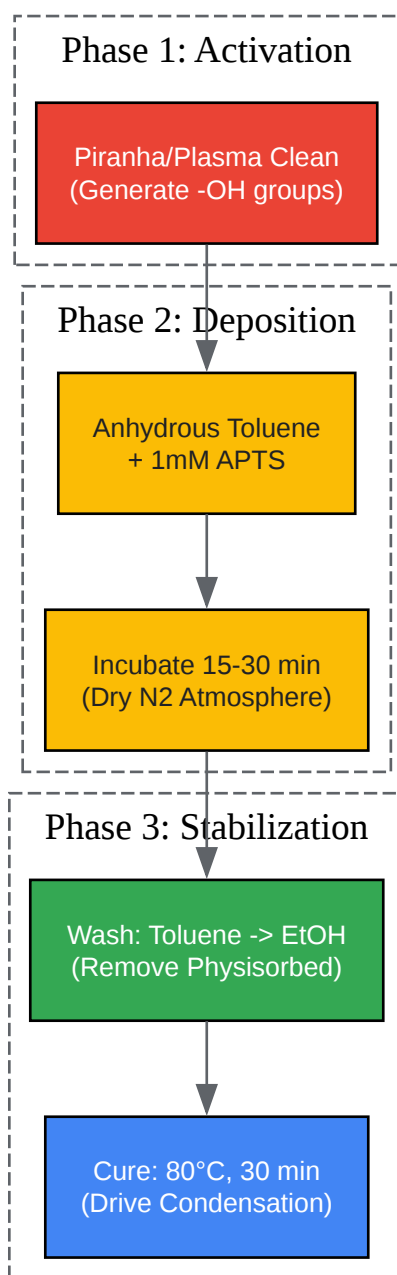 Phase 1: Activation
Piranha/Plasma Clean
(Generate -OH groups)
Phase 2: Deposition
Anhydrous Toluene
+ 1mM APTS
Incubate 15-30 min
(Dry N2 Atmosphere)
Phase 3: Stabilization
Wash: Toluene -> EtOH
(Remove Physisorbed)
Cure: 80°C, 30 min
(Drive Condensation)